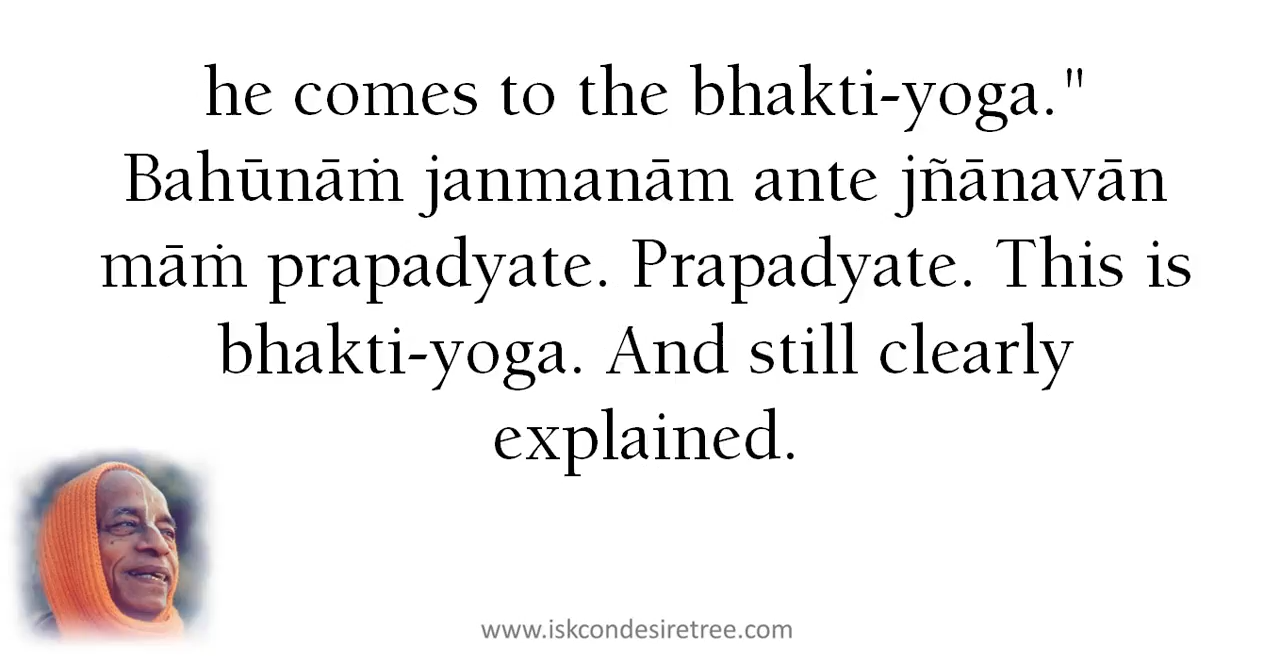 he comes to the bhakti-yoga."
Bahūnāṁ janmanām ante jñānavān
māṁ prapadyate. Prapadyate. This is
bhakti-yoga. And still clearly
explained.
www.iskcondesiretree.com